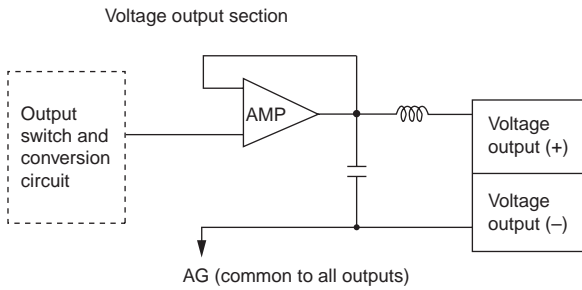 Voltage output section
Output
switch and
conversion
circuit
AMP
Voltage
output (+)
Voltage
output (–)
AG (common to all outputs)